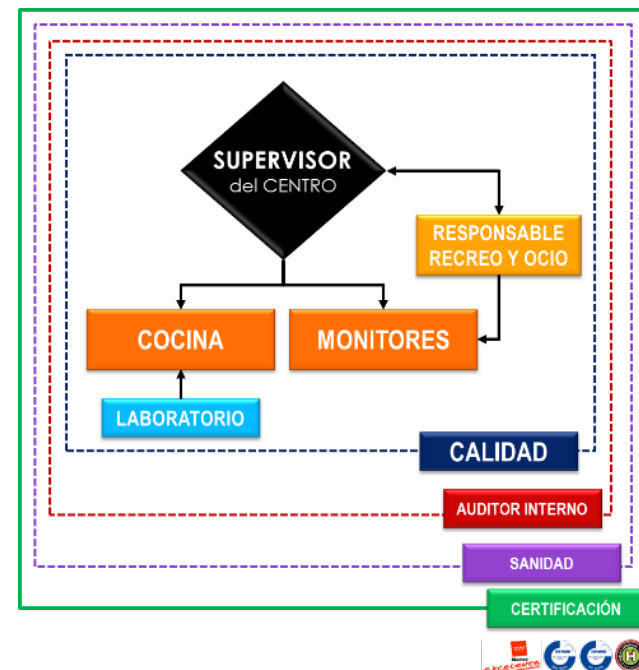 SUPERVISOR
del CENTRO
RESPONSABLE
RECREO Y OCIO
COCINA
MONITORES
LABORATORIO
CALIDAD
AUDITOR INTERNO
SANIDAD
CERTIFICACIÓN